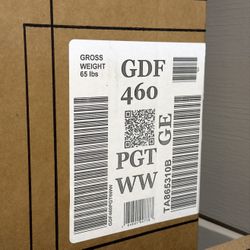 GROSS
WEIGHT
65 lbs
GDF
460
PGT
WW
GE
TA865310B